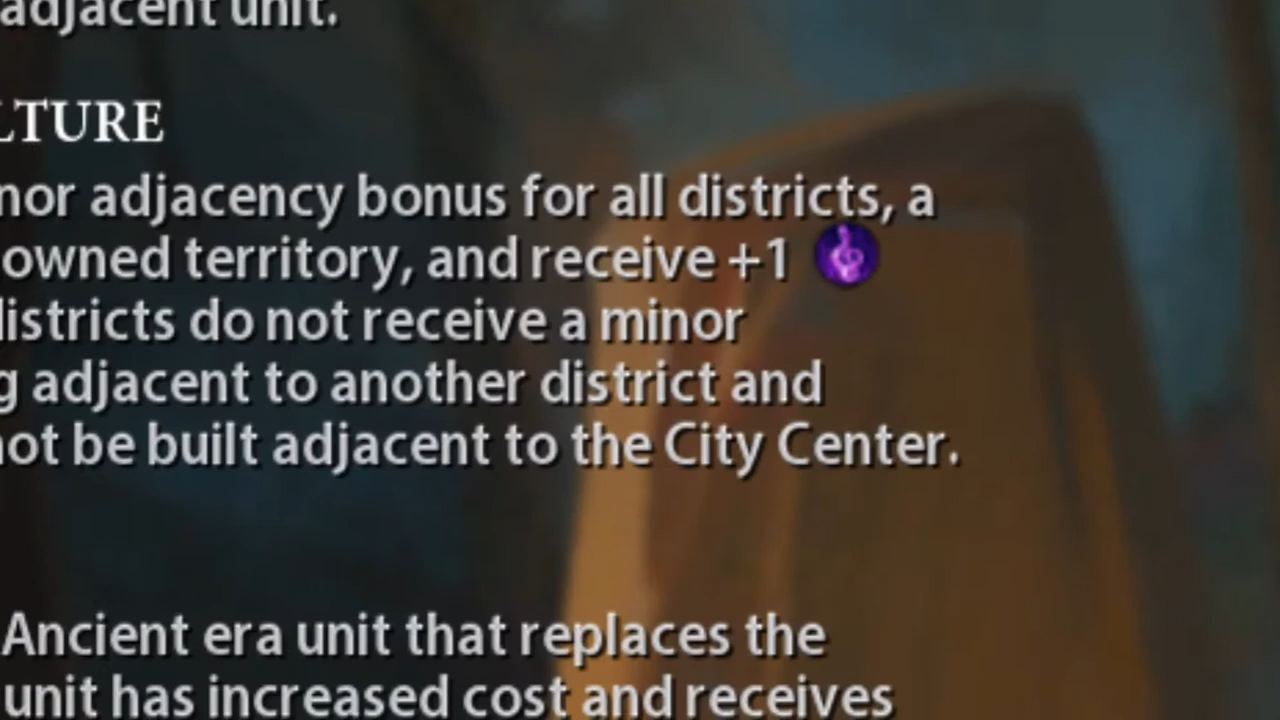 adjacent unit.
LTURE
nor adjacency bonus for all districts, a
owned territory, and receive +1
districts do not receive a minor
g adjacent to another district and
not be built adjacent to the City Center.
Ancient era unit that replaces the
unit has increased cost and receives